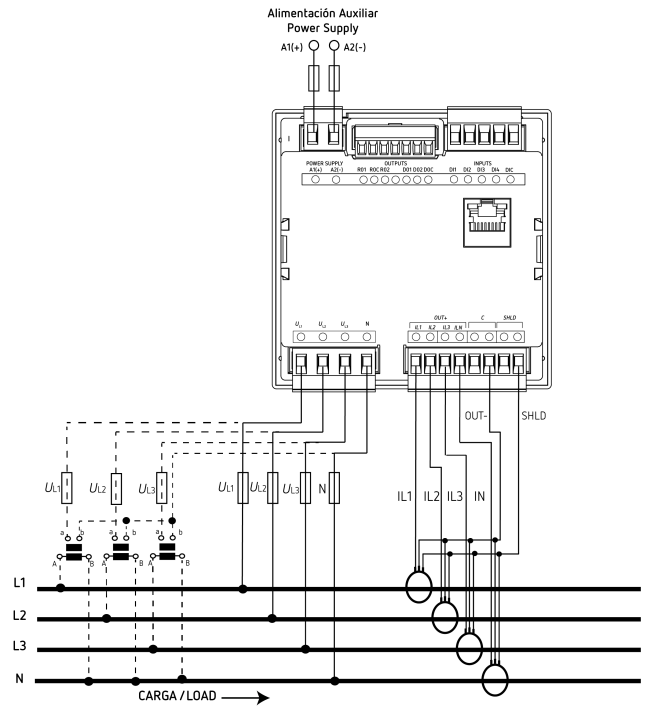 Alimentación Auxiliar
Power Supply
A1(+) A2(-)
POWER SUPPLY OUTPUTS INPUTS
A1(+) A2(-) RO1 ROC RO2 DO1 DO2 DOC DI1 DI2 DI3 DI4 DIC
OUT+ C SHLD
UL1 UL2 UL3 N IL1 IL2 IL3 ILN
OUT- SHLD
UL1 UL2 UL3 UL1 UL2 UL3 N IL1 IL2 IL3 IN
a b a b a b
A B A B A B
L1
L2
L3
N
CARGA / LOAD